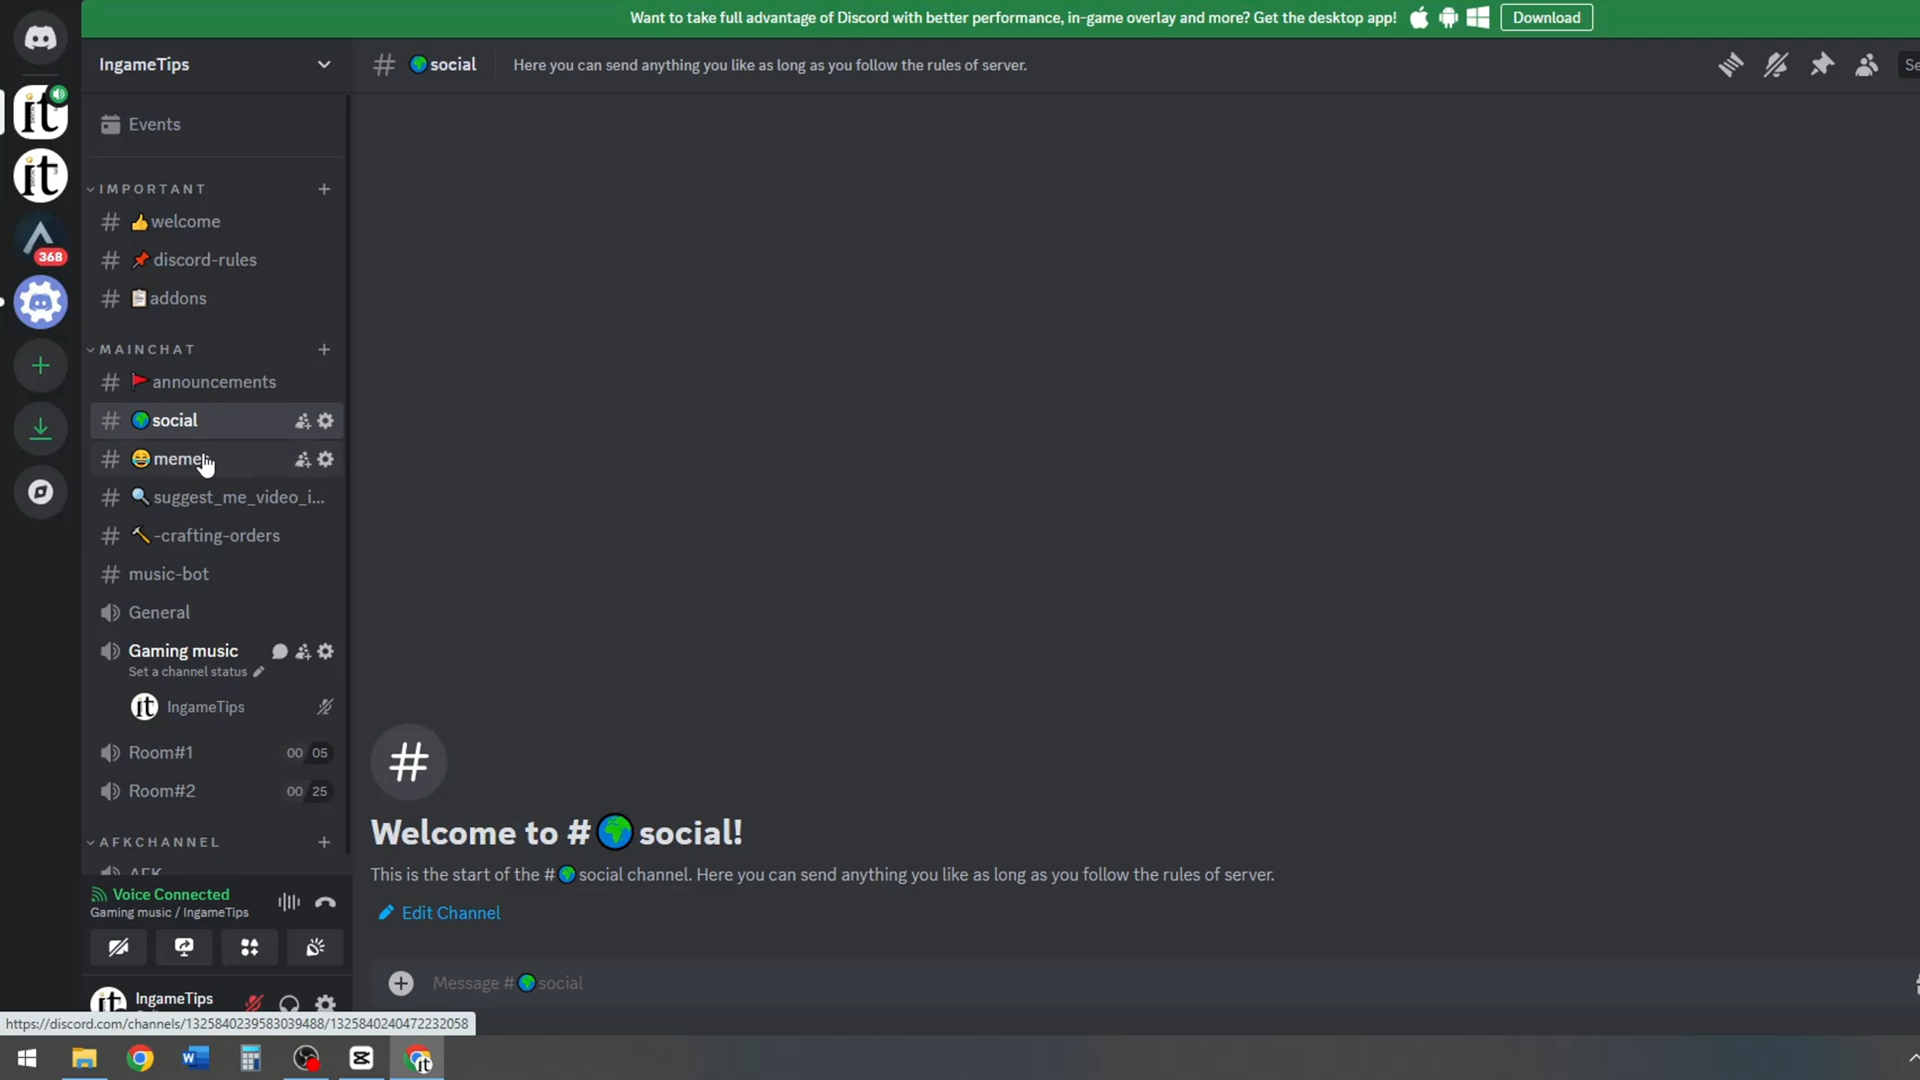 Want to take full advantage of Discord with better performance, in-game overlay and more? Get the desktop app! Download
IngameTips
# 🌍social
Here you can send anything you like as long as you follow the rules of server.
Events
IMPORTANT +
# 👍welcome
# 📌discord-rules
# 📋addons
368
MAINCHAT +
# 🚩announcements
# 🌍social
# 😂meme
# 🔍suggest_me_video_i...
# 🔨-crafting-orders
# music-bot
General
Gaming music
Set a channel status
IngameTips
Room#1 00 05
Room#2 00 25
AFKCHANNEL +
AFK
Voice Connected
Gaming music / IngameTips
IngameTips
#
Welcome to #🌍social!
This is the start of the #🌍social channel. Here you can send anything you like as long as you follow the rules of server.
Edit Channel
Message #🌍social
https://discord.com/channels/1325840239583039488/1325840240472232058